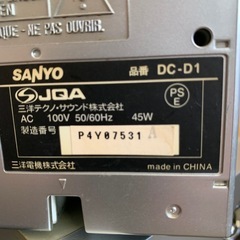 QUE - NE PAS OUVRIR.
SANYO 品番 DC-D1
JQA
PS E
三洋テクノ・サウンド株式会社
AC 100V 50/60Hz 45W
製造番号 P4Y07531 A
三洋電機株式会社 made in CHINA